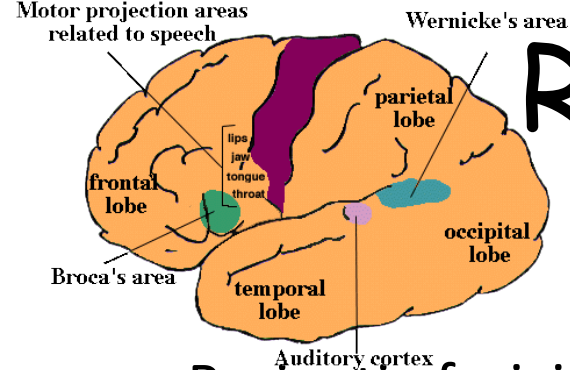 Motor projection areas
related to speech
Wernicke's area
R
parietal
lobe
lips
jaw
tongue
throat
frontal
lobe
occipital
lobe
Broca's area
temporal
lobe
Auditory cortex